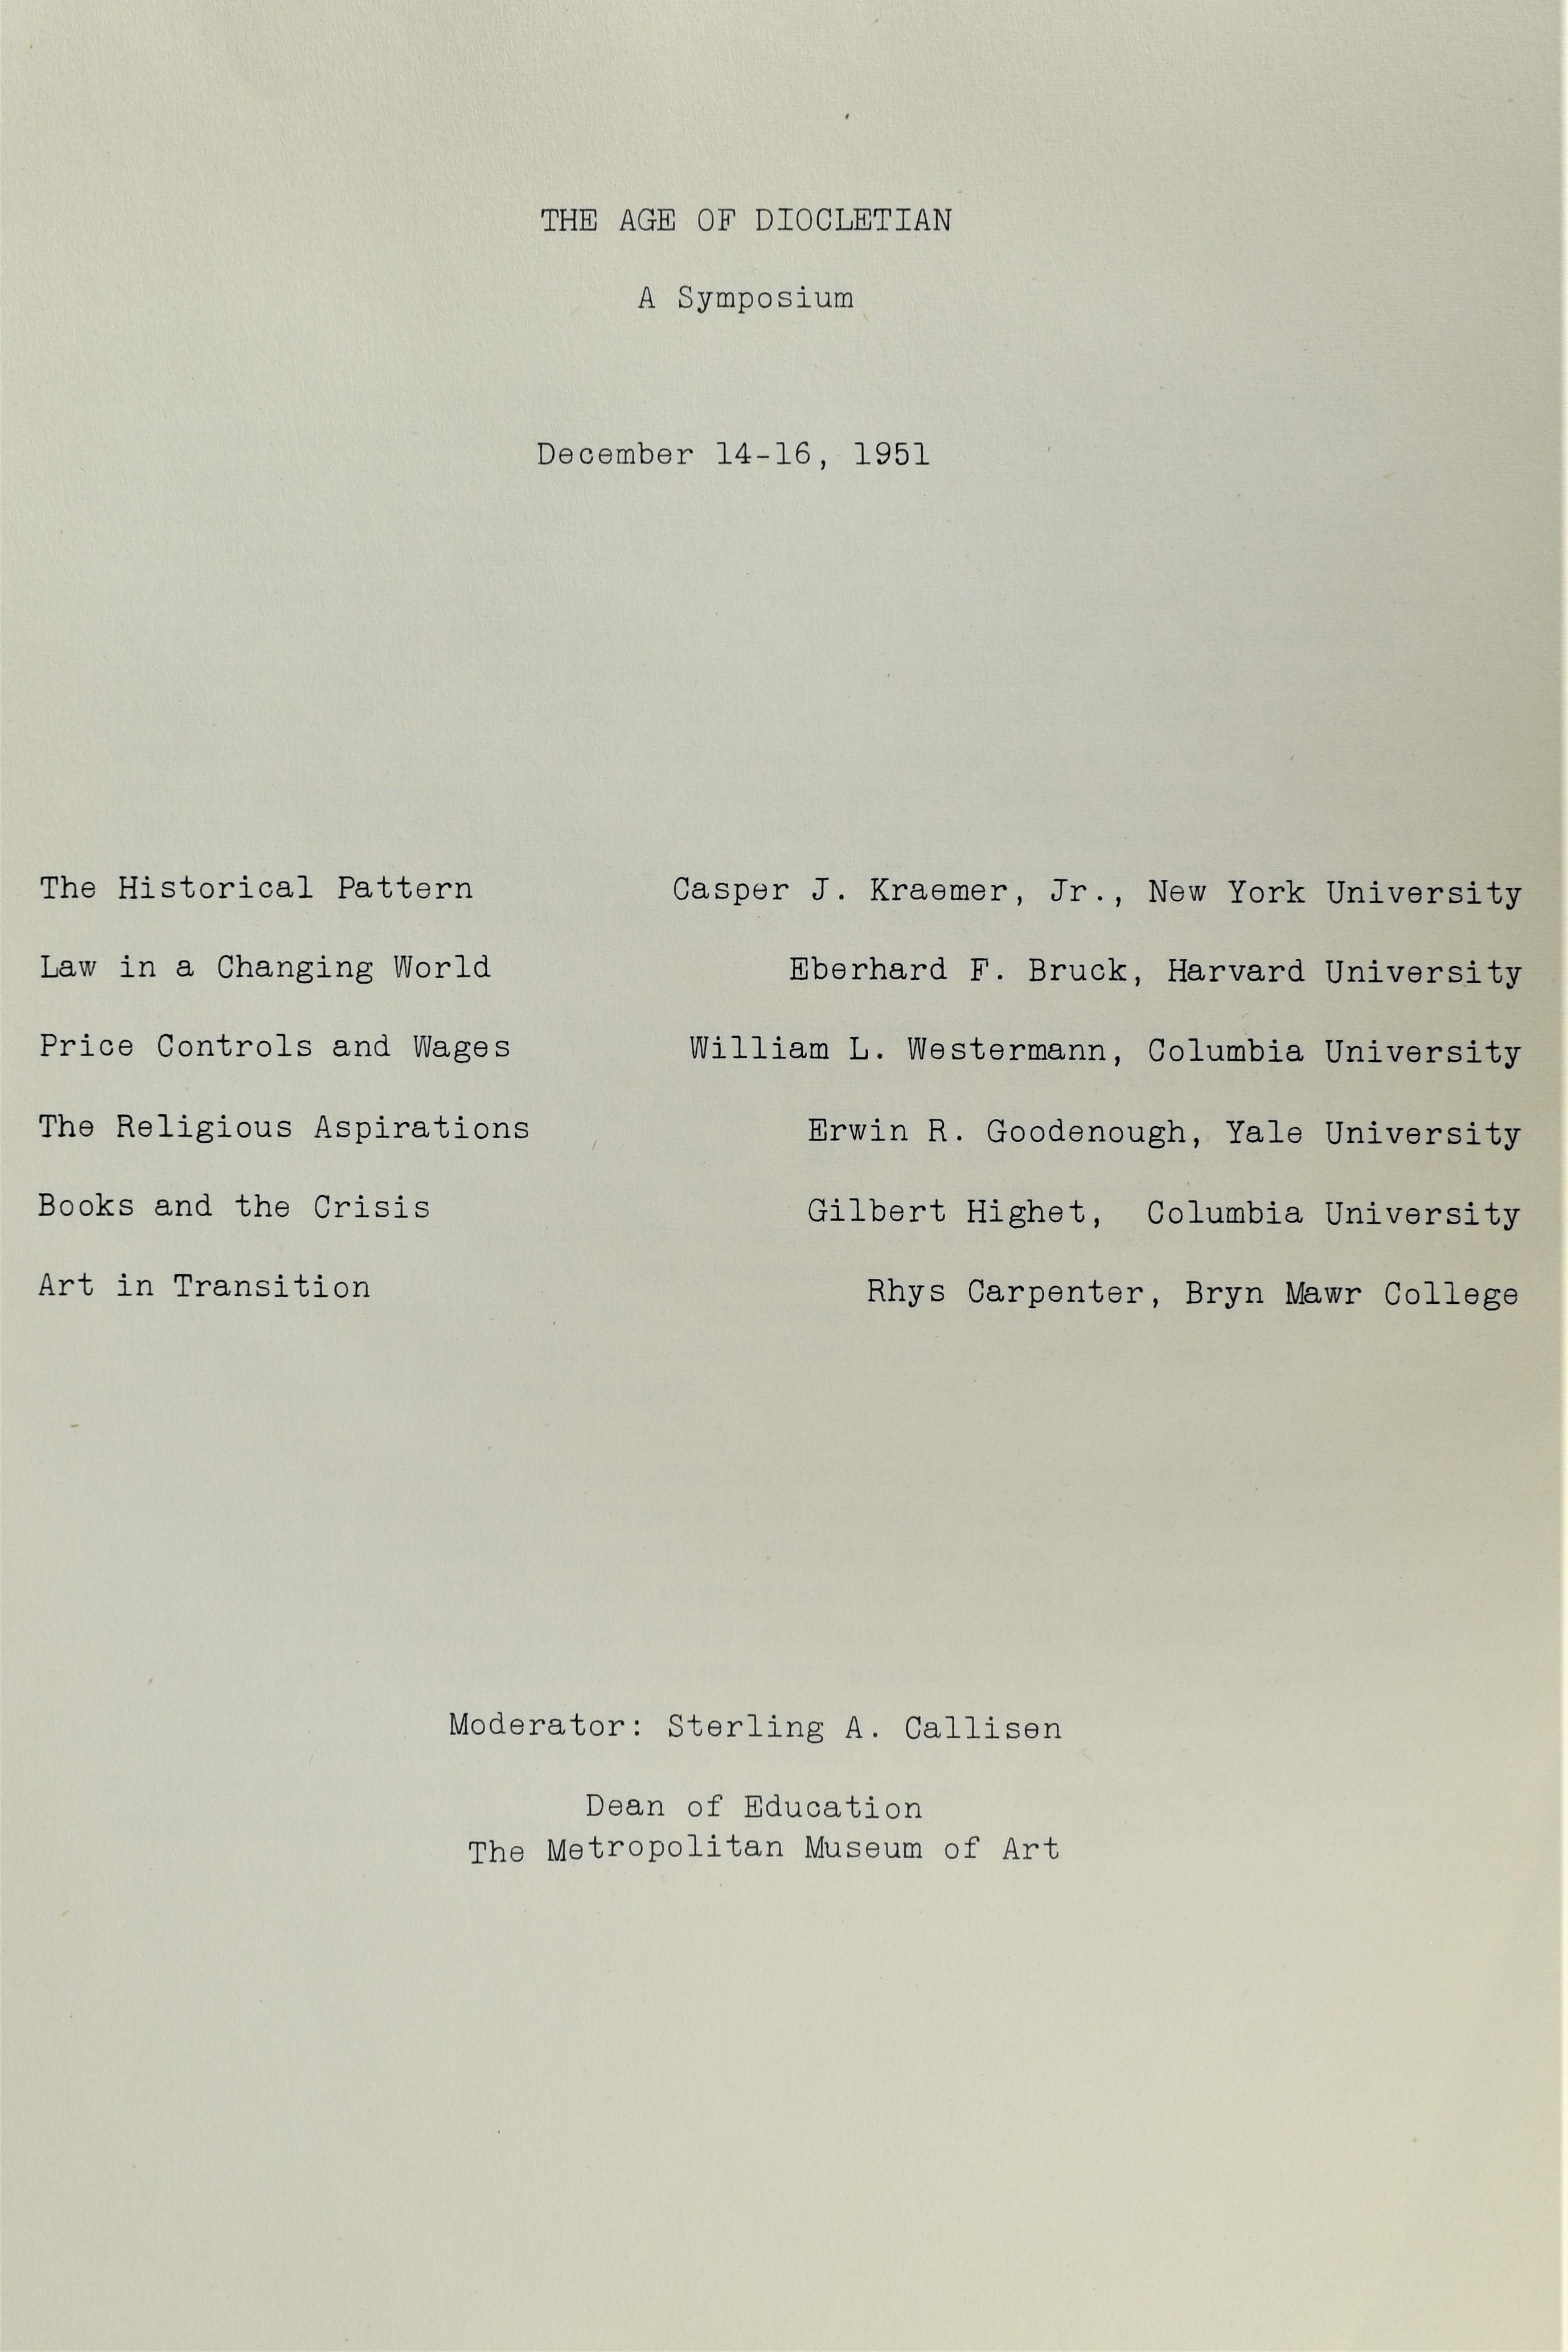 THE AGE OF DIOCLETIAN
A Symposium
December 14-16, 1951
The Historical Pattern Casper J. Kraemer, Jr., New York University
Law in a Changing World Eberhard F. Bruck, Harvard University
Price Controls and Wages William L. Westermann, Columbia University
The Religious Aspirations Erwin R. Goodenough, Yale University
Books and the Crisis Gilbert Highet, Columbia University
Art in Transition Rhys Carpenter, Bryn Mawr College
Moderator: Sterling A. Callisen
Dean of Education
The Metropolitan Museum of Art